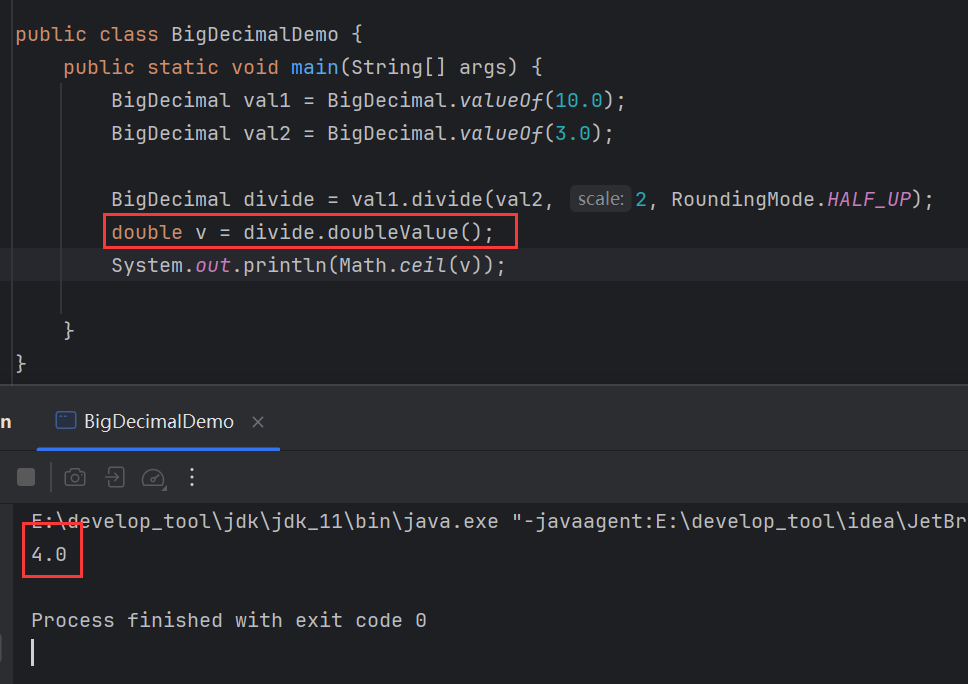 public class BigDecimalDemo {
public static void main(String[] args) {
BigDecimal val1 = BigDecimal.valueOf(10.0);
BigDecimal val2 = BigDecimal.valueOf(3.0);
BigDecimal divide = val1.divide(val2, scale: 2, RoundingMode.HALF_UP);
double v = divide.doubleValue();
System.out.println(Math.ceil(v));
}
}
n BigDecimalDemo
E:\develop_tool\jdk\jdk_11\bin\java.exe "-javaagent:E:\develop_tool\idea\JetBr
4.0
Process finished with exit code 0